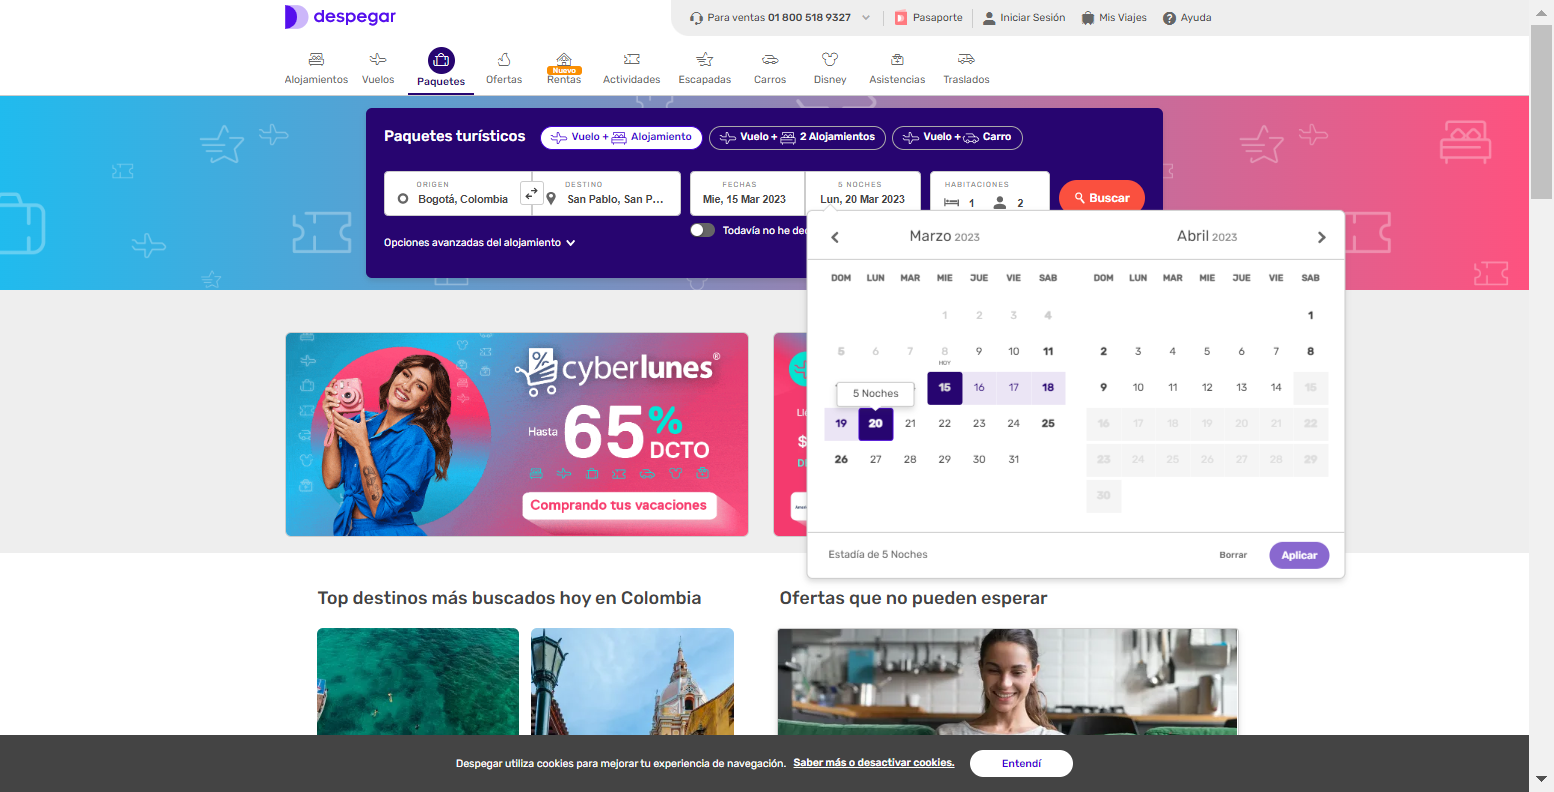 despegar
Para ventas 01 800 518 9327
Pasaporte
Iniciar Sesión
Mis Viajes
Ayuda
Alojamientos
Vuelos
Paquetes
Ofertas
Nuevo
Rentas
Actividades
Escapadas
Carros
Disney
Asistencias
Traslados
Paquetes turísticos
Vuelo + Alojamiento
Vuelo + 2 Alojamientos
Vuelo + Carro
ORIGEN
Bogotá, Colombia
DESTINO
San Pablo, San P...
FECHAS
Mie, 15 Mar 2023
5 NOCHES
Lun, 20 Mar 2023
HABITACIONES
1 2
Buscar
Todavía no he dec
Opciones avanzadas del alojamiento
Marzo 2023
DOM LUN MAR MIE JUE VIE SAB
1 2 3 4
5 6 7 8 9 10 11
HOY
15 16 17 18
5 Noches
19 20 21 22 23 24 25
26 27 28 29 30 31
Abril 2023
DOM LUN MAR MIE JUE VIE SAB
1
2 3 4 5 6 7 8
9 10 11 12 13 14 15
16 17 18 19 20 21 22
23 24 25 26 27 28 29
30
Estadía de 5 Noches
Borrar
Aplicar
cyberlunes®
Hasta 65% DCTO
Comprando tus vacaciones
$
Top destinos más buscados hoy en Colombia
Ofertas que no pueden esperar
Despegar utiliza cookies para mejorar tu experiencia de navegación. Saber más o desactivar cookies.
Entendí